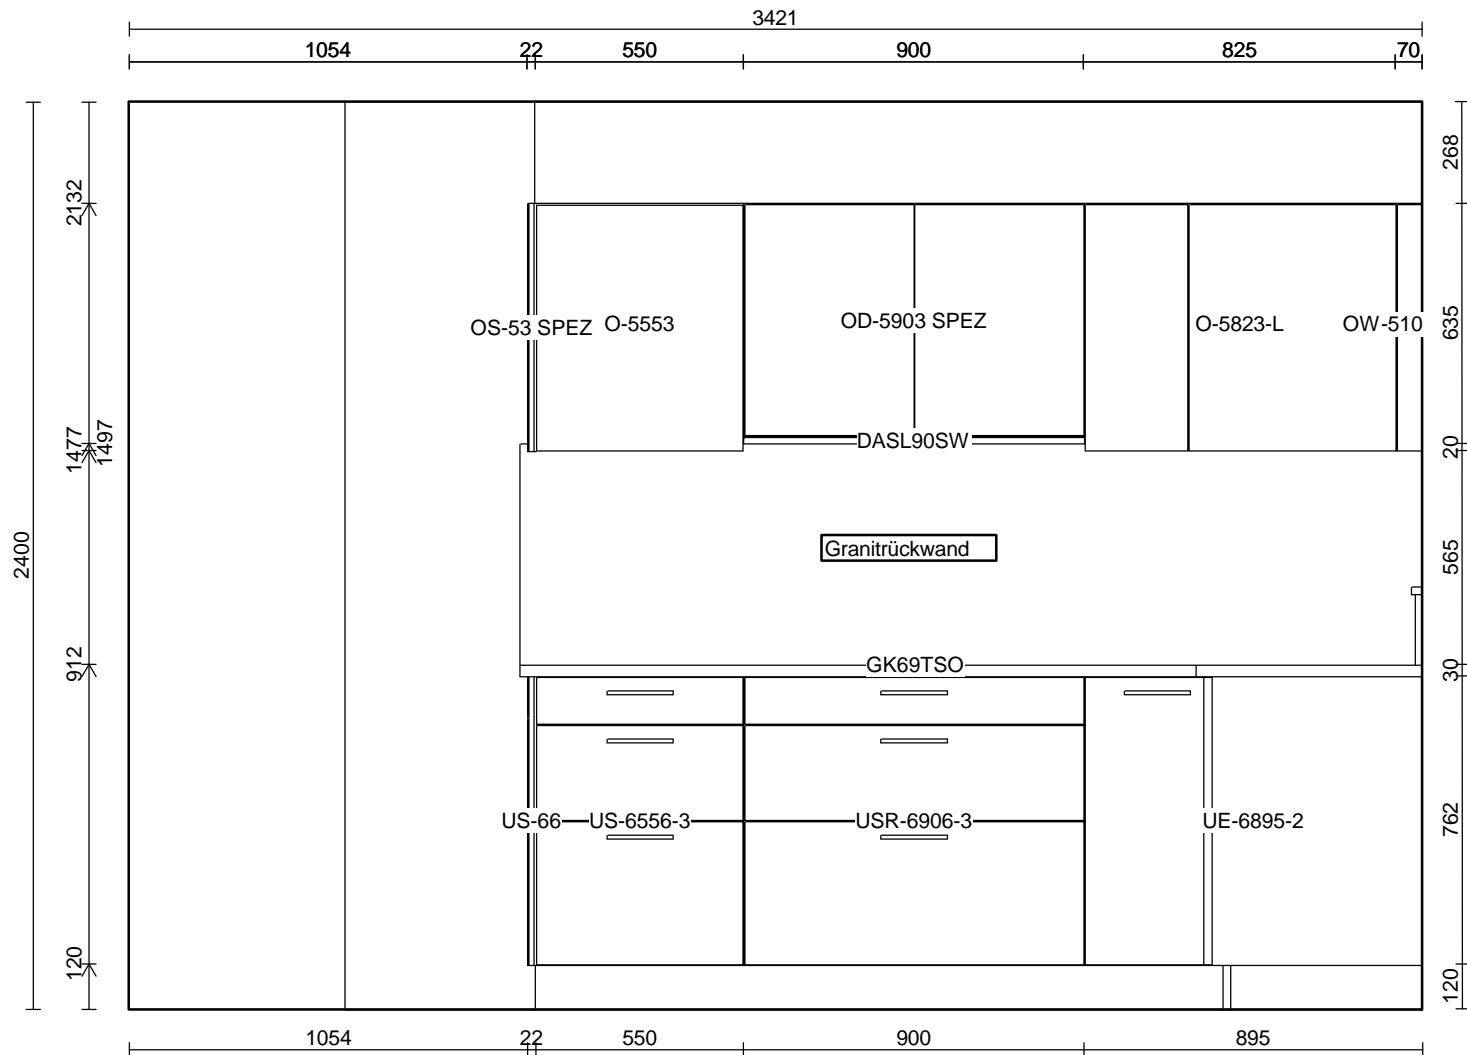 3421
1054 22 550 900 825 70
2400
2132
1477
1497
912
120
268
635
20
565
30
762
120
OS-53 SPEZ O-5553 OD-5903 SPEZ O-5823-L OW-510
DASL90SW
Granitrückwand
GK69TSO
US-66 US-6556-3 USR-6906-3 UE-6895-2
1054 22 550 900 895